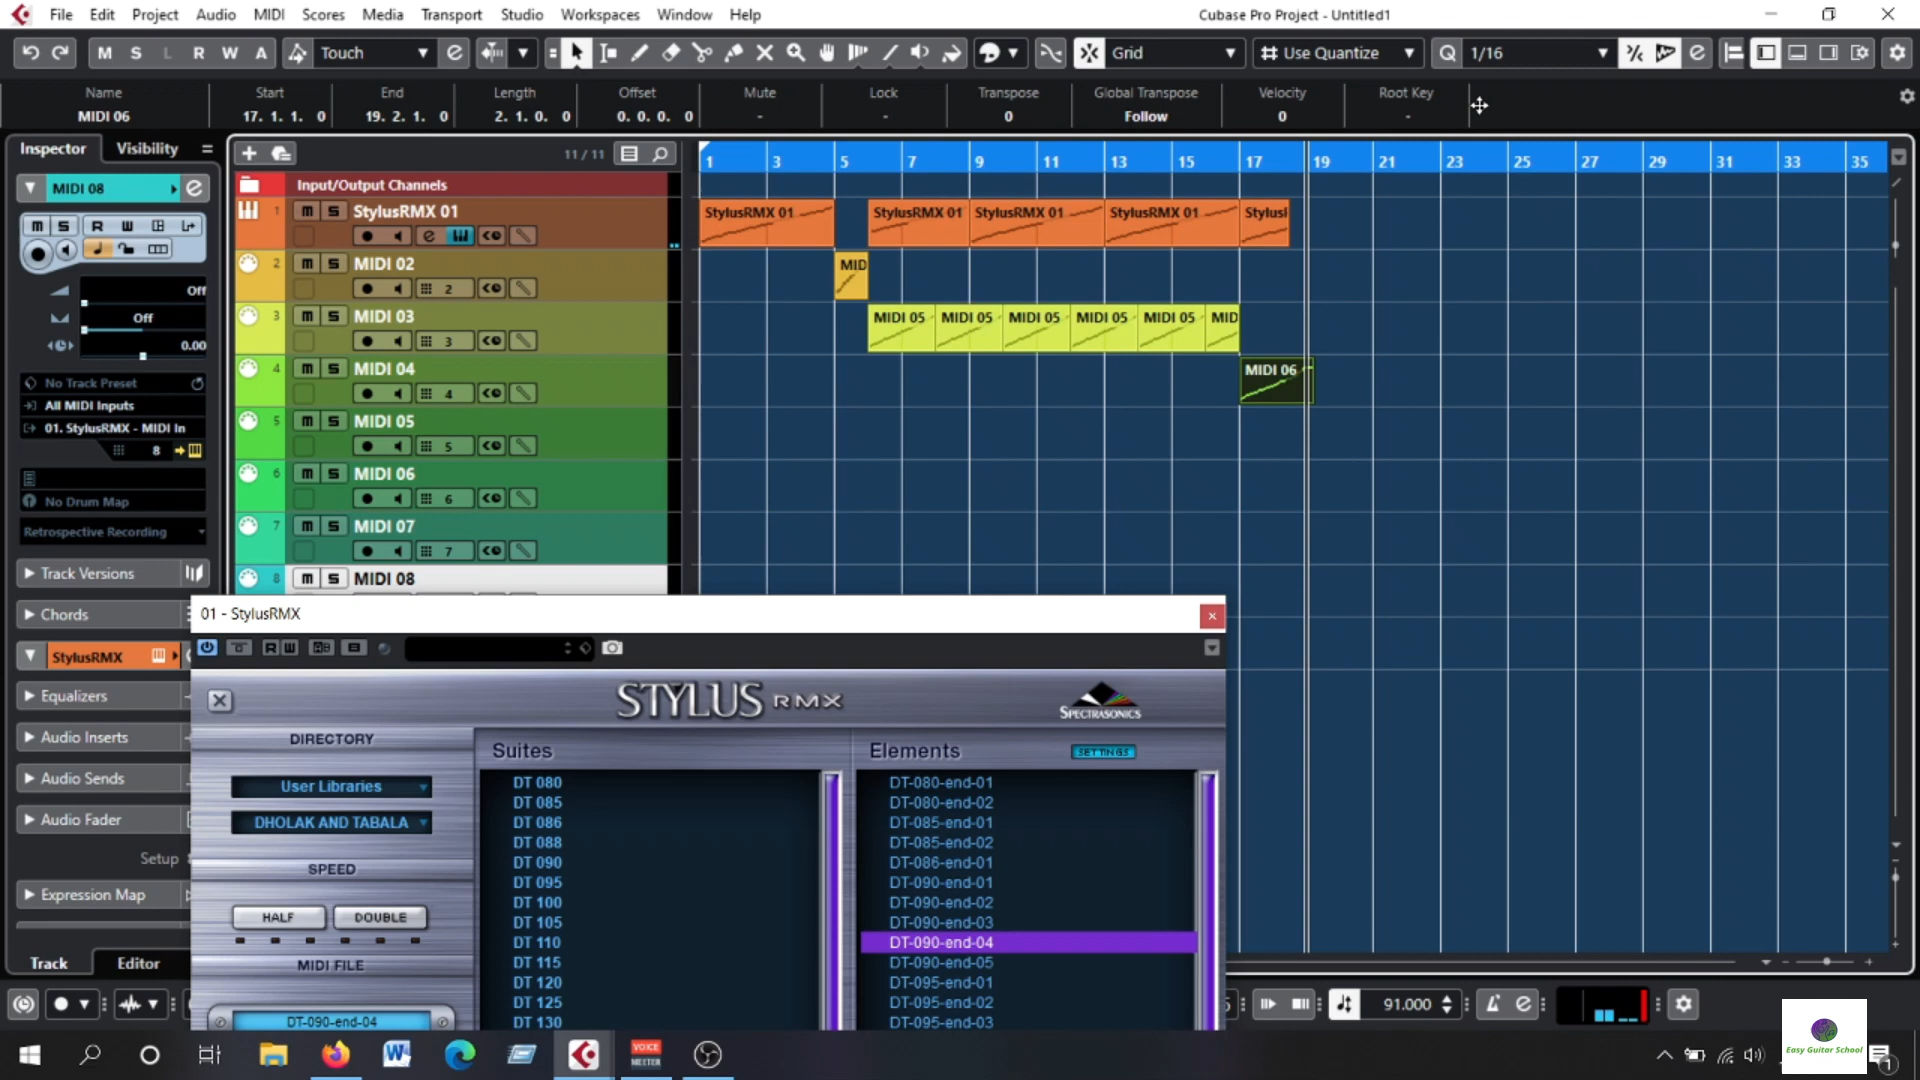 File Edit Project Audio MIDI Scores Media Transport Studio Workspaces Window Help
Cubase Pro Project - Untitled1
M S L R W A Touch Grid Use Quantize Q 1/16
Name Start End Length Offset Mute Lock Transpose Global Transpose Velocity Root Key
MIDI 06 17. 1. 1. 0 19. 2. 1. 0 2. 1. 0. 0 0. 0. 0. 0 - - 0 Follow 0 -
Inspector Visibility
11 / 11
1 3 5 7 9 11 13 15 17 19 21 23 25 27 29 31 33 35
MIDI 08
m S R W
Off
Off
0.00
No Track Preset
All MIDI Inputs
01. StylusRMX - MIDI In
8
No Drum Map
Retrospective Recording
Track Versions
Chords
StylusRMX
Equalizers
Audio Inserts
Audio Sends
Audio Fader
Setup
Expression Map
Track Editor
Input/Output Channels
1 m S StylusRMX 01
2 m S MIDI 02
2
3 m S MIDI 03
3
4 m S MIDI 04
4
5 m S MIDI 05
5
6 m S MIDI 06
6
7 m S MIDI 07
7
8 m S MIDI 08
StylusRMX 01 StylusRMX 01 StylusRMX 01 StylusRMX 01 Stylus
MID
MIDI 05 MIDI 05 MIDI 05 MIDI 05 MIDI 05 MID
MIDI 06
01 - StylusRMX
R W
STYLUS RMX
SPECTRASONICS
DIRECTORY
User Libraries
DHOLAK AND TABALA
SPEED
HALF DOUBLE
MIDI FILE
DT-090-end-04
Suites
DT 080
DT 085
DT 086
DT 088
DT 090
DT 095
DT 100
DT 105
DT 110
DT 115
DT 120
DT 125
DT 130
Elements SETTINGS
DT-080-end-01
DT-080-end-02
DT-085-end-01
DT-085-end-02
DT-086-end-01
DT-090-end-01
DT-090-end-02
DT-090-end-03
DT-090-end-04
DT-090-end-05
DT-095-end-01
DT-095-end-02
DT-095-end-03
91.000
VOICE
MEETER
Easy Guitar School
1